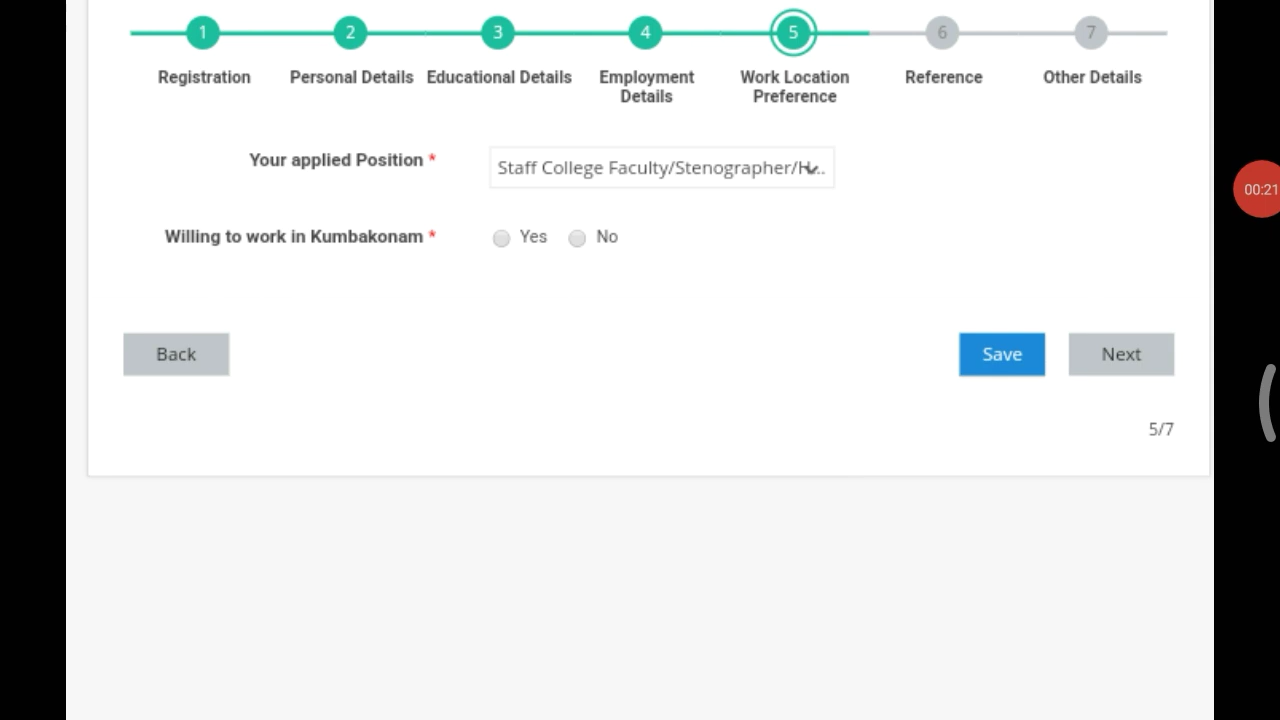 1 2 3 4 5 6 7
Registration Personal Details Educational Details Employment Details Work Location Preference Reference Other Details
Your applied Position * Staff College Faculty/Stenographer/H...
Willing to work in Kumbakonam * Yes No
Back Save Next
5/7
00:21